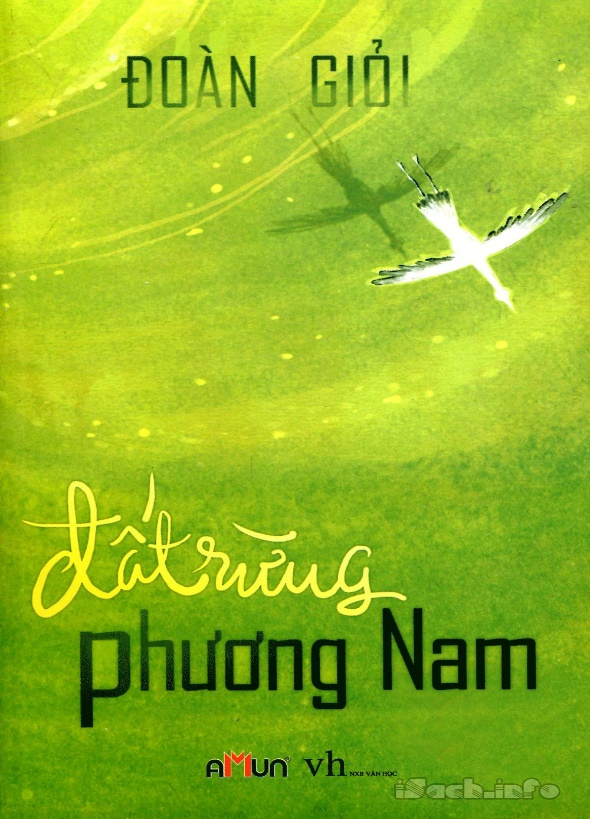 ĐOÀN GIỎI
đất rừng
phương Nam
AMUN vh NXB VĂN HỌC
iSach.info